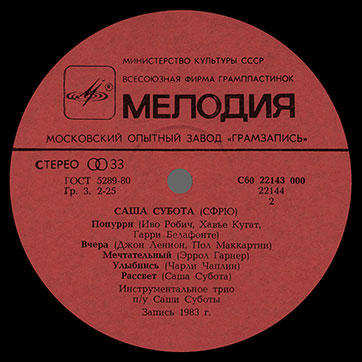 МИНИСТЕРСТВО КУЛЬТУРЫ СССР
ВСЕСОЮЗНАЯ ФИРМА ГРАМПЛАСТИНОК
МЕЛОДИЯ
МОСКОВСКИЙ ОПЫТНЫЙ ЗАВОД «ГРАМЗАПИСЬ»
СТЕРЕО 33
ГОСТ 5289-80
Гр. 3. 2-25
С60 22143 000
22144
2
САША СУБОТА (СФРЮ)
Попурри (Иво Робич, Хавье Кугат,
Гарри Белафонте)
Вчера (Джон Леннон, Пол Маккартни)
Мечтательный (Эррол Гарнер)
Улыбнись (Чарли Чаплин)
Рассвет (Саша Субота)
Инструментальное трио
п/у Саши Суботы
Запись 1983 г.